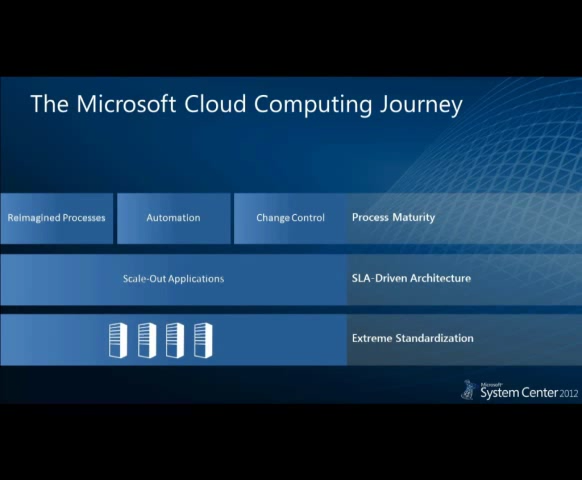 The Microsoft Cloud Computing Journey
Reimagined Processes
Automation
Change Control
Process Maturity
Scale-Out Applications
SLA-Driven Architecture
Extreme Standardization
Microsoft
System Center 2012